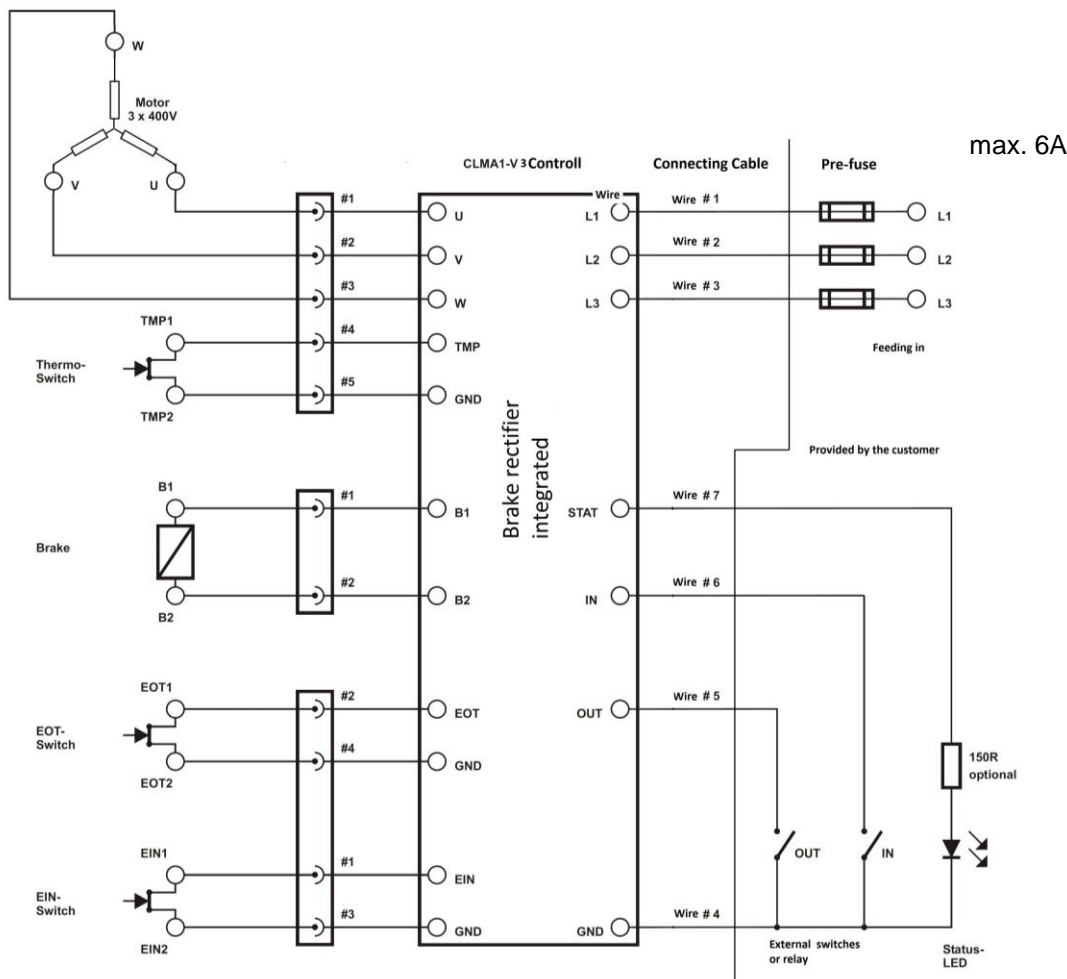 W
Motor
3 x 400V
V
U
max. 6A
CLMA1-V 3 Controll
Connecting Cable
Pre-fuse
#1
U
Wire
L1
Wire # 1
L1
#2
V
L2
Wire # 2
L2
#3
W
L3
Wire # 3
L3
TMP1
#4
TMP
Thermo-
Switch
Feeding in
#5
GND
TMP2
Brake rectifier
integrated
Provided by the customer
B1
#1
B1
STAT
Wire # 7
Brake
#2
B2
IN
Wire # 6
B2
EOT1
#2
EOT
OUT
Wire # 5
EOT-
Switch
#4
GND
EOT2
150R
optional
OUT
IN
EIN1
#1
EIN
EIN-
Switch
#3
GND
GND
Wire # 4
EIN2
External switches
or relay
Status-
LED